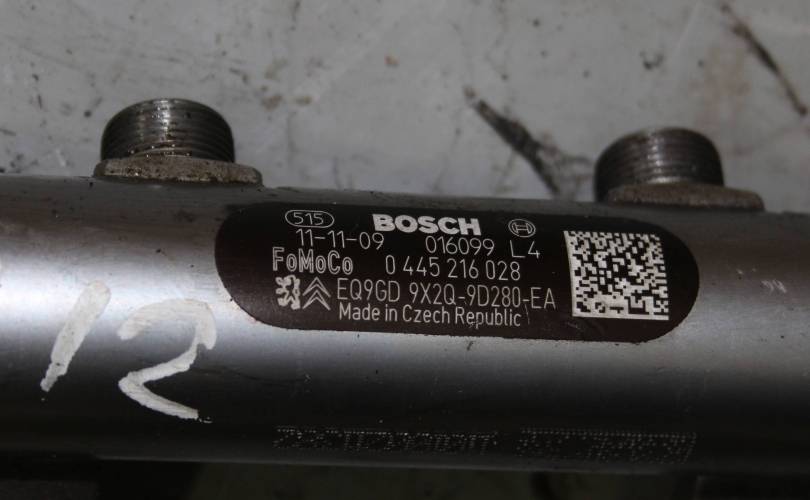 515 BOSCH
11-11-09 016099 L4
FoMoCo 0 445 216 028
EQ9GD 9X2Q-9D280-EA
Made in Czech Republic
12